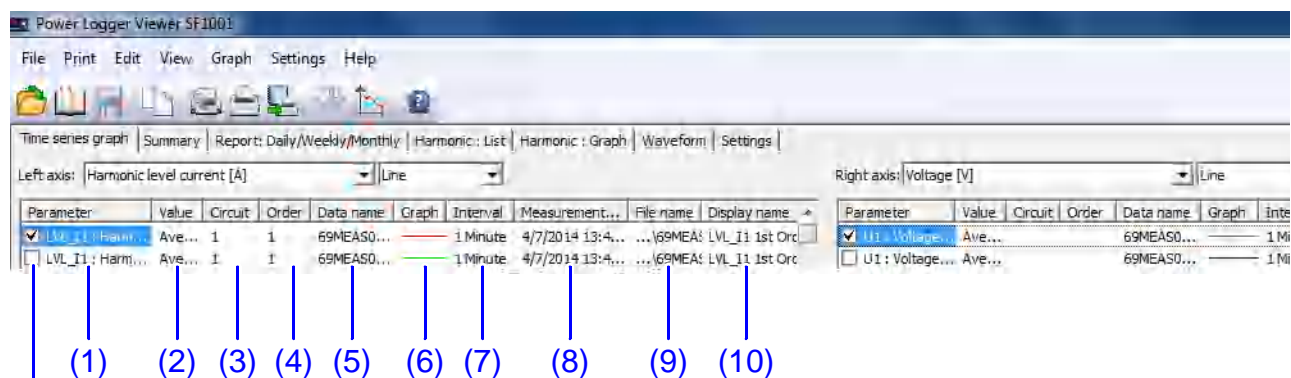 Power Logger Viewer SF1001
File Print Edit View Graph Settings Help
Time series graph Summary Report: Daily/Weekly/Monthly Harmonic : List Harmonic : Graph Waveform Settings
Left axis: Harmonic level current [A] Line Right axis: Voltage [V] Line
Parameter Value Circuit Order Data name Graph Interval Measurement... File name Display name Parameter Value Circuit Order Data name Graph Inte
LVL_I1 : Harm... Ave... 1 1 69MEAS0... 1 Minute 4/7/2014 13:4... ...\69MEAS LVL_I1 1st Orc U1 : Voltage... Ave... 69MEAS0... 1 Mi
LVL_I1 : Harm... Ave... 1 1 69MEAS0... 1 Minute 4/7/2014 13:4... ...\69MEAS LVL_I1 1st Orc U1 : Voltage... Ave... 69MEAS0... 1 Mi
(1) (2) (3) (4) (5) (6) (7) (8) (9) (10)